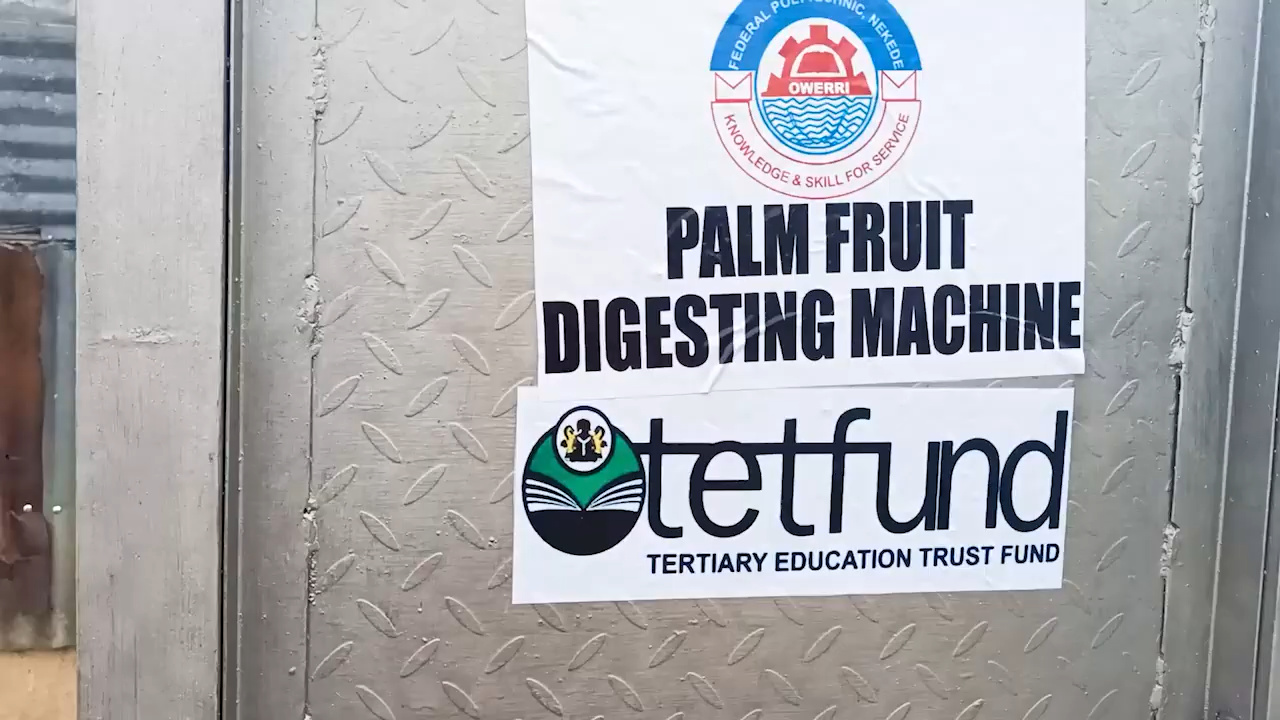 FEDERAL POLYTECHNIC, NEKEDE
OWERRI
KNOWLEDGE & SKILL FOR SERVICE
PALM FRUIT
DIGESTING MACHINE
tetfund
TERTIARY EDUCATION TRUST FUND